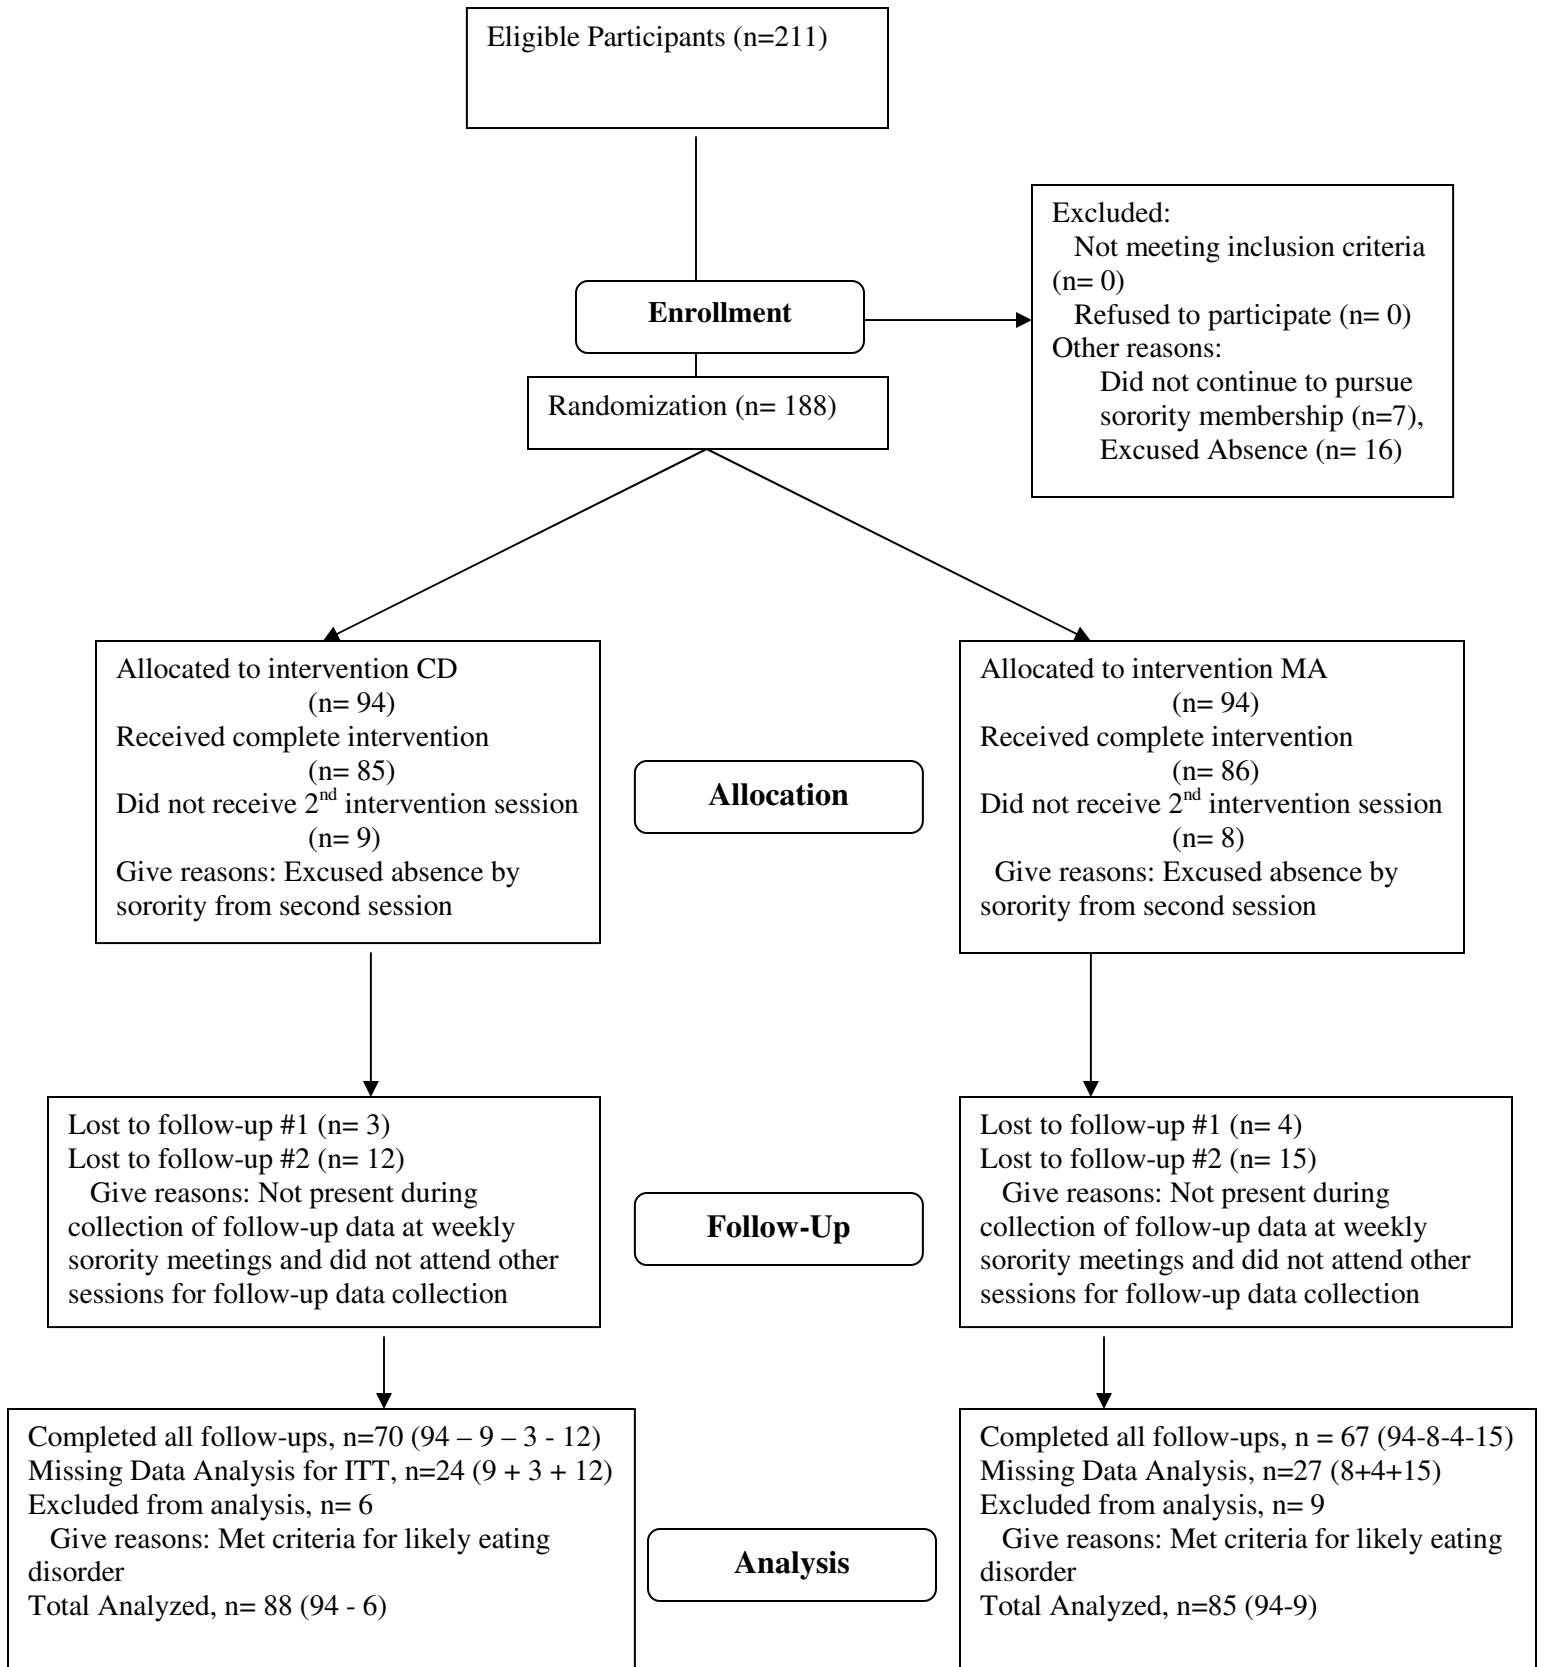 Eligible Participants (n=211)
Excluded:
Not meeting inclusion criteria
(n= 0)
Refused to participate (n= 0)
Other reasons:
Did not continue to pursue
sorority membership (n=7),
Excused Absence (n= 16)
Enrollment
Randomization (n= 188)
Allocated to intervention CD
(n= 94)
Received complete intervention
(n= 85)
Did not receive 2nd intervention session
(n= 9)
Give reasons: Excused absence by
sorority from second session
Allocation
Allocated to intervention MA
(n= 94)
Received complete intervention
(n= 86)
Did not receive 2nd intervention session
(n= 8)
Give reasons: Excused absence by
sorority from second session
Lost to follow-up #1 (n= 3)
Lost to follow-up #2 (n= 12)
Give reasons: Not present during
collection of follow-up data at weekly
sorority meetings and did not attend other
sessions for follow-up data collection
Follow-Up
Lost to follow-up #1 (n= 4)
Lost to follow-up #2 (n= 15)
Give reasons: Not present during
collection of follow-up data at weekly
sorority meetings and did not attend other
sessions for follow-up data collection
Completed all follow-ups, n=70 (94 – 9 – 3 - 12)
Missing Data Analysis for ITT, n=24 (9 + 3 + 12)
Excluded from analysis, n= 6
Give reasons: Met criteria for likely eating
disorder
Total Analyzed, n= 88 (94 - 6)
Analysis
Completed all follow-ups, n = 67 (94-8-4-15)
Missing Data Analysis, n=27 (8+4+15)
Excluded from analysis, n= 9
Give reasons: Met criteria for likely eating
disorder
Total Analyzed, n=85 (94-9)